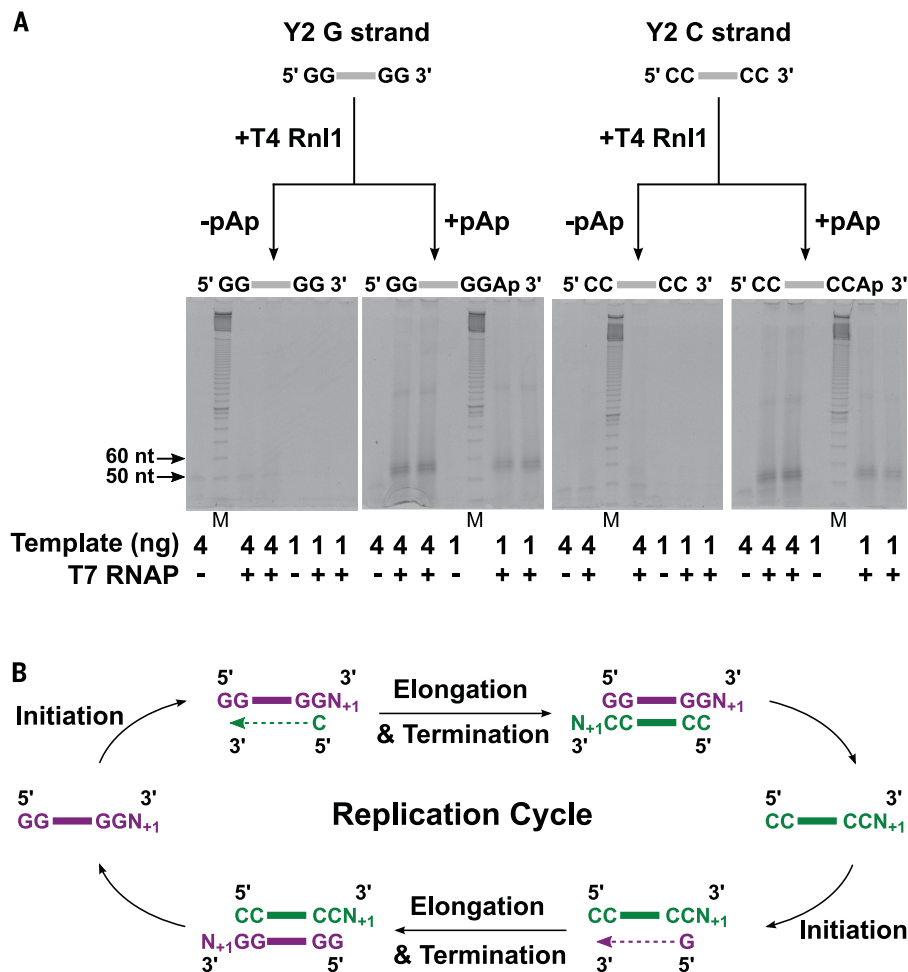 A
Y2 G strand Y2 C strand
5' GG GG 3' 5' CC CC 3'
+T4 Rnl1 +T4 Rnl1
-pAp +pAp -pAp +pAp
5' GG GG 3' 5' GG GGAp 3' 5' CC CC 3' 5' CC CCAp 3'
60 nt
50 nt
M M M M
Template (ng) 4 4 4 1 1 1 4 4 4 1 1 1 4 4 4 1 1 1 4 4 4 1 1 1
T7 RNAP - + + - + + - + + - + + - + + - + + - + + - + +
B
5' 3' 5' 3'
GG GGN+1 Elongation GG GGN+1
Initiation C & Termination N+1CC CC
3' 5' 3' 5'
5' 3' 5' 3'
GG GGN+1 Replication Cycle CC CCN+1
5' 3' 5' 3'
CC CCN+1 Elongation CC CCN+1
N+1GG GG & Termination G Initiation
3' 5' 3' 5'